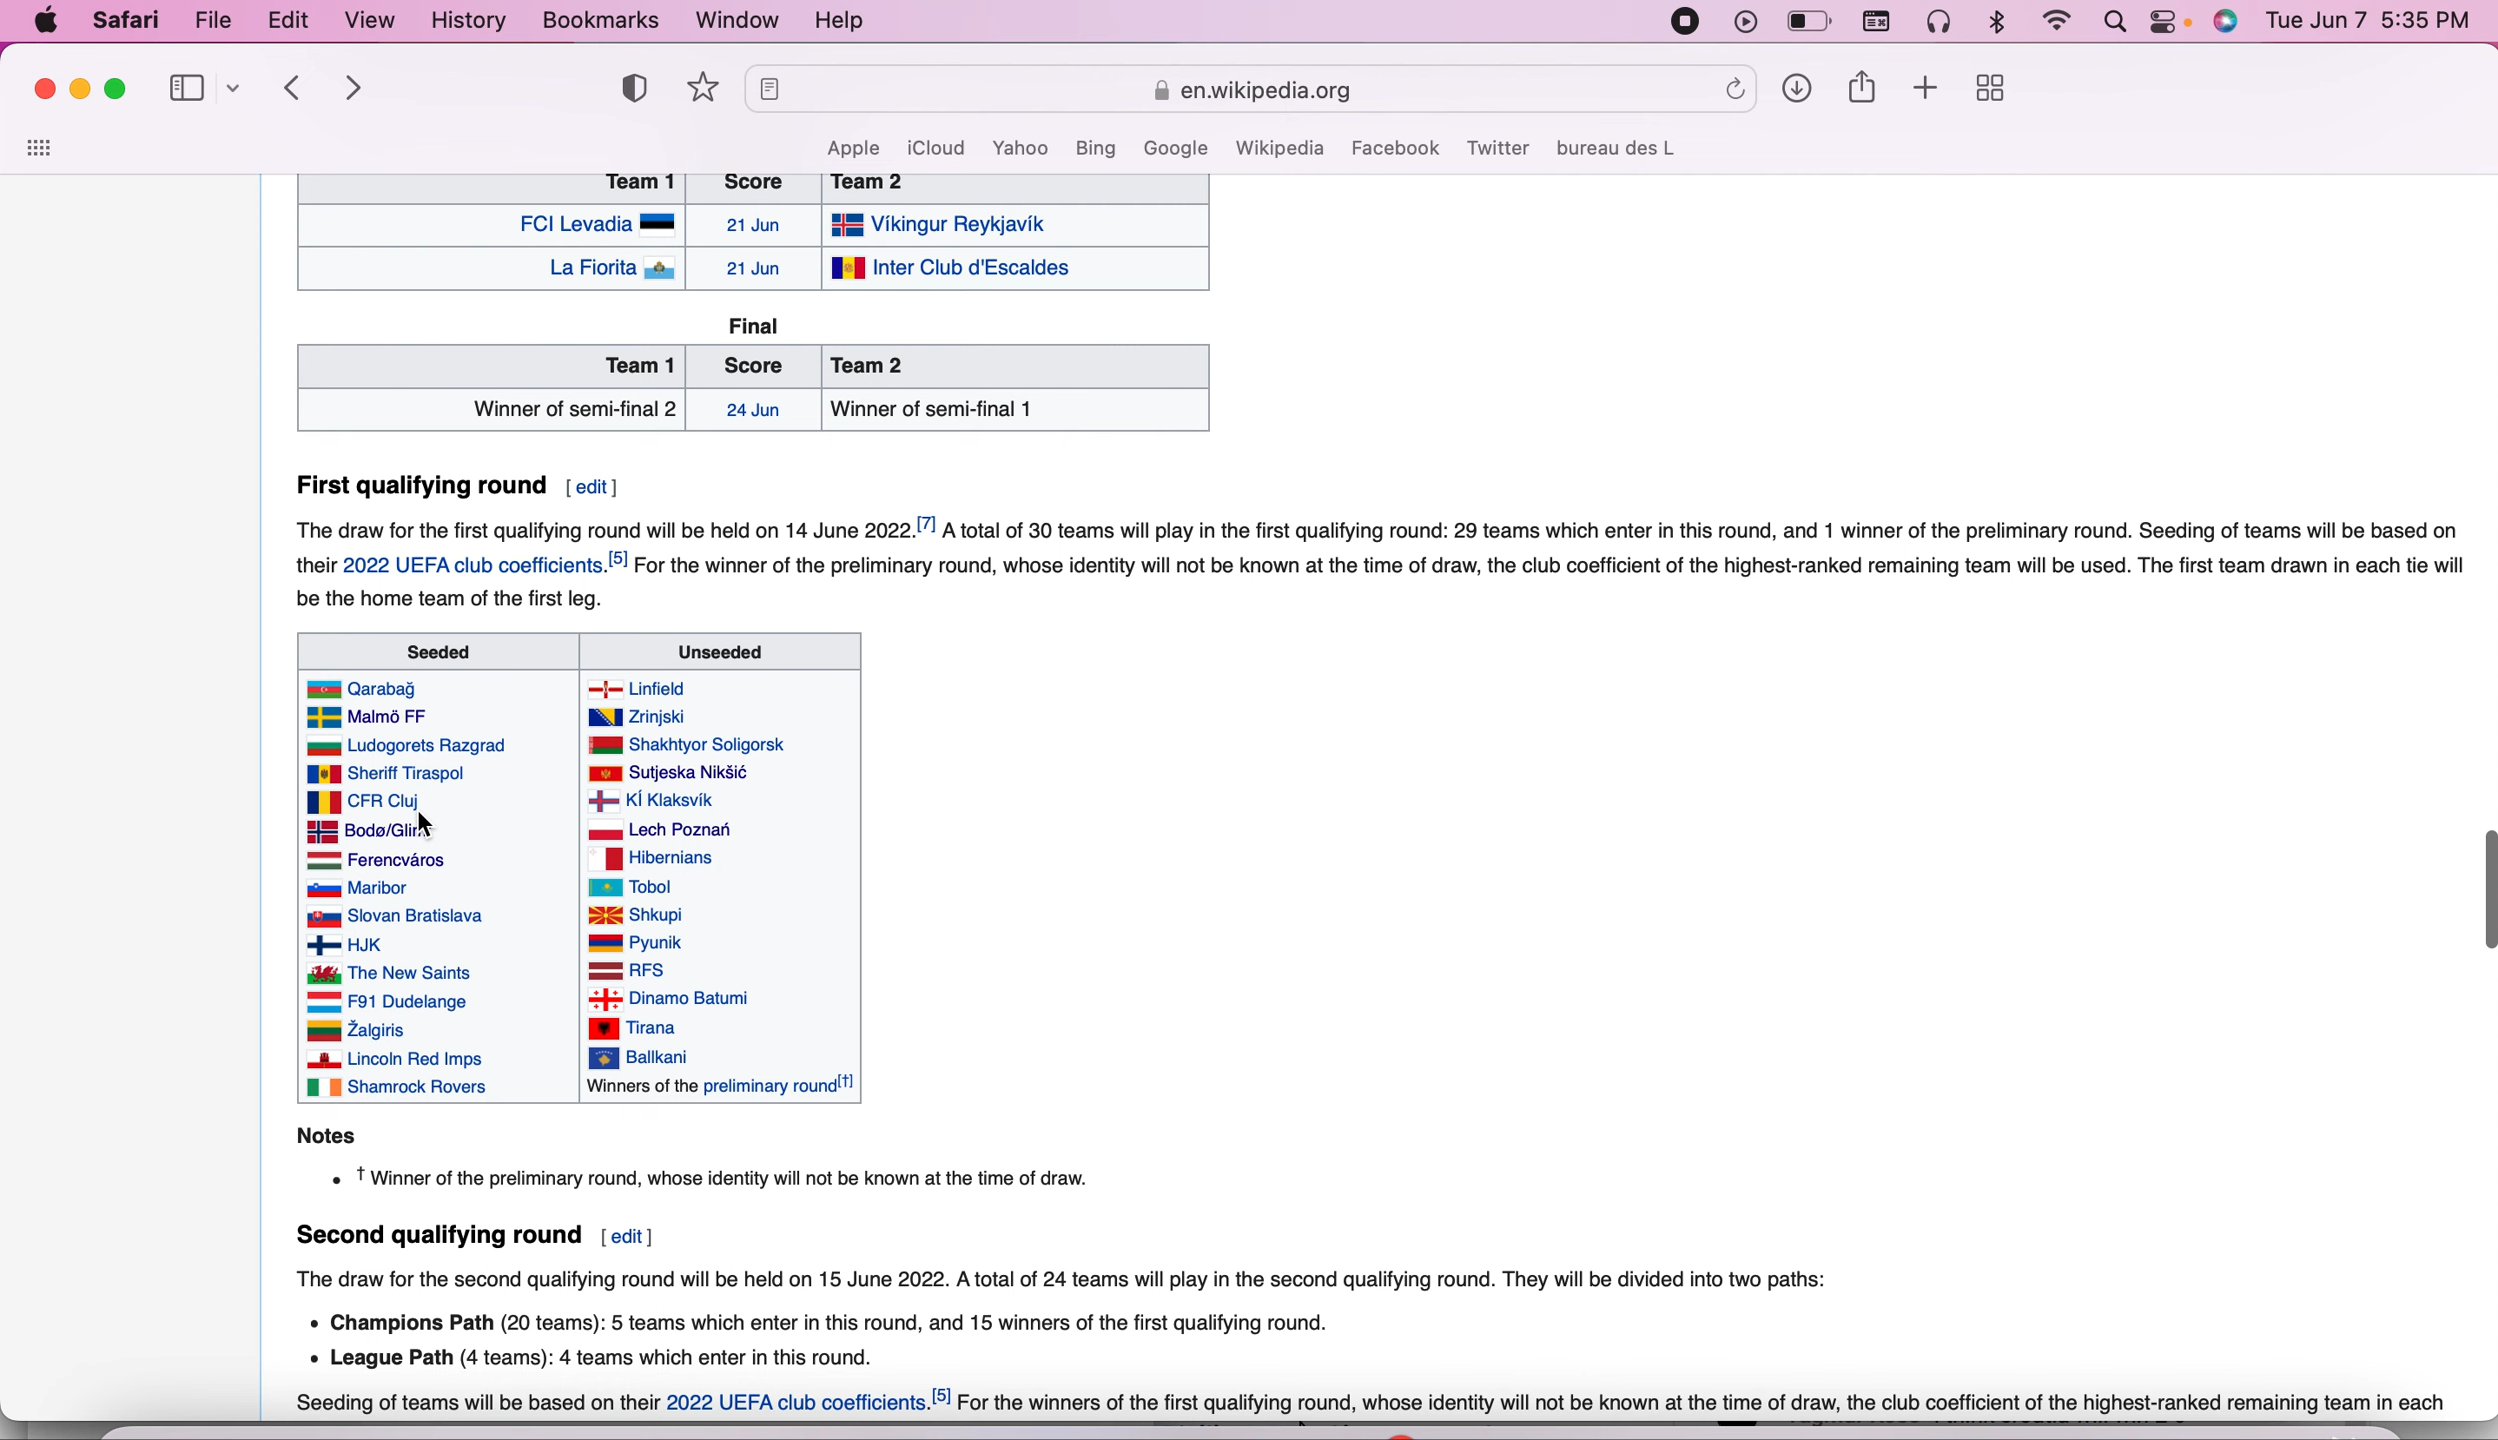 Safari File Edit View History Bookmarks Window Help Tue Jun 7 5:35 PM
en.wikipedia.org
Apple iCloud Yahoo Bing Google Wikipedia Facebook Twitter bureau des L
Team 1 Score Team 2
FCI Levadia 21 Jun Víkingur Reykjavík
La Fiorita 21 Jun Inter Club d'Escaldes
Final
Team 1 Score Team 2
Winner of semi-final 2 24 Jun Winner of semi-final 1
First qualifying round [ edit ]
The draw for the first qualifying round will be held on 14 June 2022.[7] A total of 30 teams will play in the first qualifying round: 29 teams which enter in this round, and 1 winner of the preliminary round. Seeding of teams will be based on
their 2022 UEFA club coefficients.[5] For the winner of the preliminary round, whose identity will not be known at the time of draw, the club coefficient of the highest-ranked remaining team will be used. The first team drawn in each tie will
be the home team of the first leg.
Seeded Unseeded
Qarabağ Linfield
Malmö FF Zrinjski
Ludogorets Razgrad Shakhtyor Soligorsk
Sheriff Tiraspol Sutjeska Nikšić
CFR Cluj KÍ Klaksvík
Bodø/Glim Lech Poznań
Ferencváros Hibernians
Maribor Tobol
Slovan Bratislava Shkupi
HJK Pyunik
The New Saints RFS
F91 Dudelange Dinamo Batumi
Žalgiris Tirana
Lincoln Red Imps Ballkani
Shamrock Rovers Winners of the preliminary round[†]
Notes
• † Winner of the preliminary round, whose identity will not be known at the time of draw.
Second qualifying round [ edit ]
The draw for the second qualifying round will be held on 15 June 2022. A total of 24 teams will play in the second qualifying round. They will be divided into two paths:
• Champions Path (20 teams): 5 teams which enter in this round, and 15 winners of the first qualifying round.
• League Path (4 teams): 4 teams which enter in this round.
Seeding of teams will be based on their 2022 UEFA club coefficients.[5] For the winners of the first qualifying round, whose identity will not be known at the time of draw, the club coefficient of the highest-ranked remaining team in each